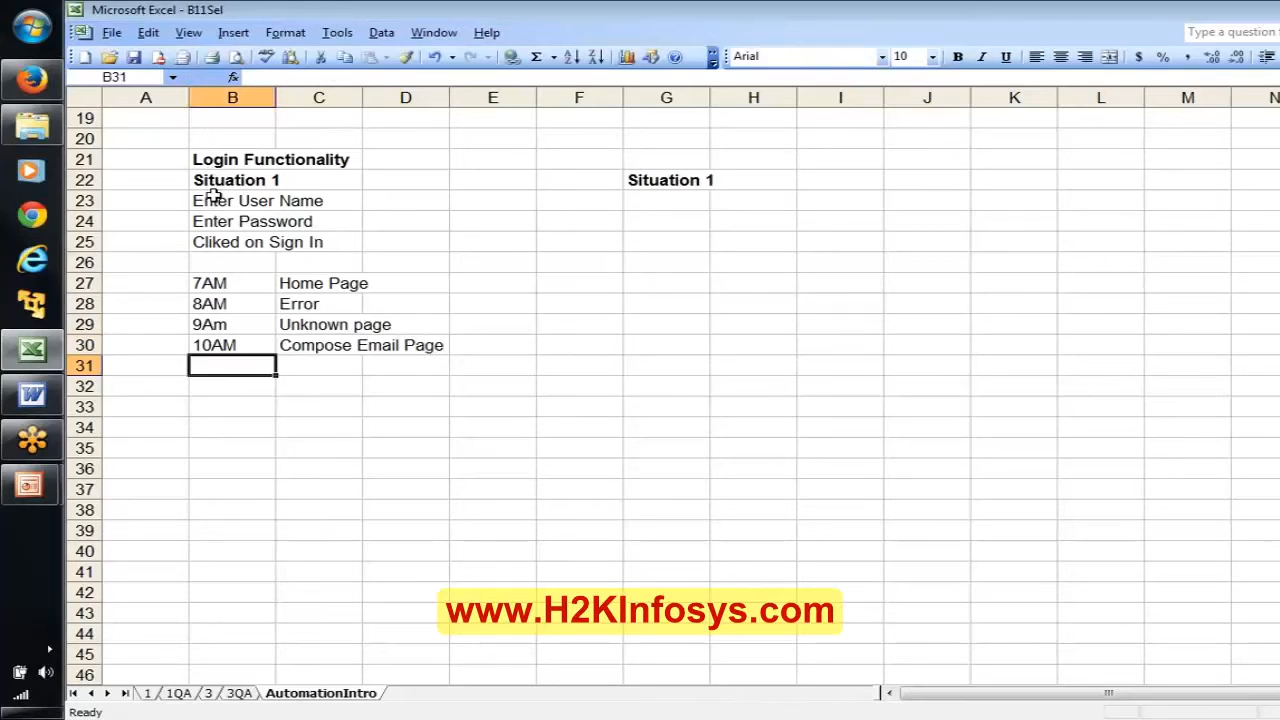 Microsoft Excel - B11Sel
File Edit View Insert Format Tools Data Window Help
Type a question f
Arial 10 B I U $ %
B31 fx
A B C D E F G H I J K L M N
19
20
21 Login Functionality
22 Situation 1 Situation 1
23 Enter User Name
24 Enter Password
25 Cliked on Sign In
26
27 7AM Home Page
28 8AM Error
29 9Am Unknown page
30 10AM Compose Email Page
31
32
33
34
35
36
37
38
39
40
41
42
43
44
45
46
www.H2KInfosys.com
1 1QA 3 3QA AutomationIntro
Ready